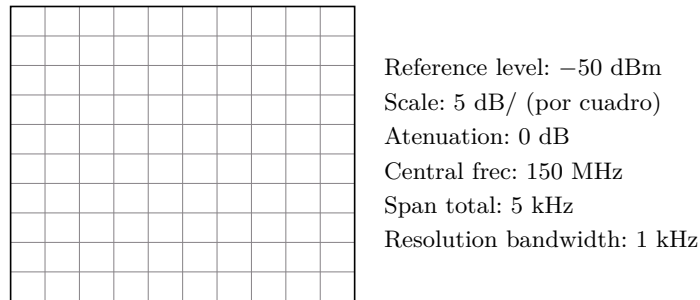 Reference level: −50 dBm
Scale: 5 dB/ (por cuadro)
Atenuation: 0 dB
Central frec: 150 MHz
Span total: 5 kHz
Resolution bandwidth: 1 kHz